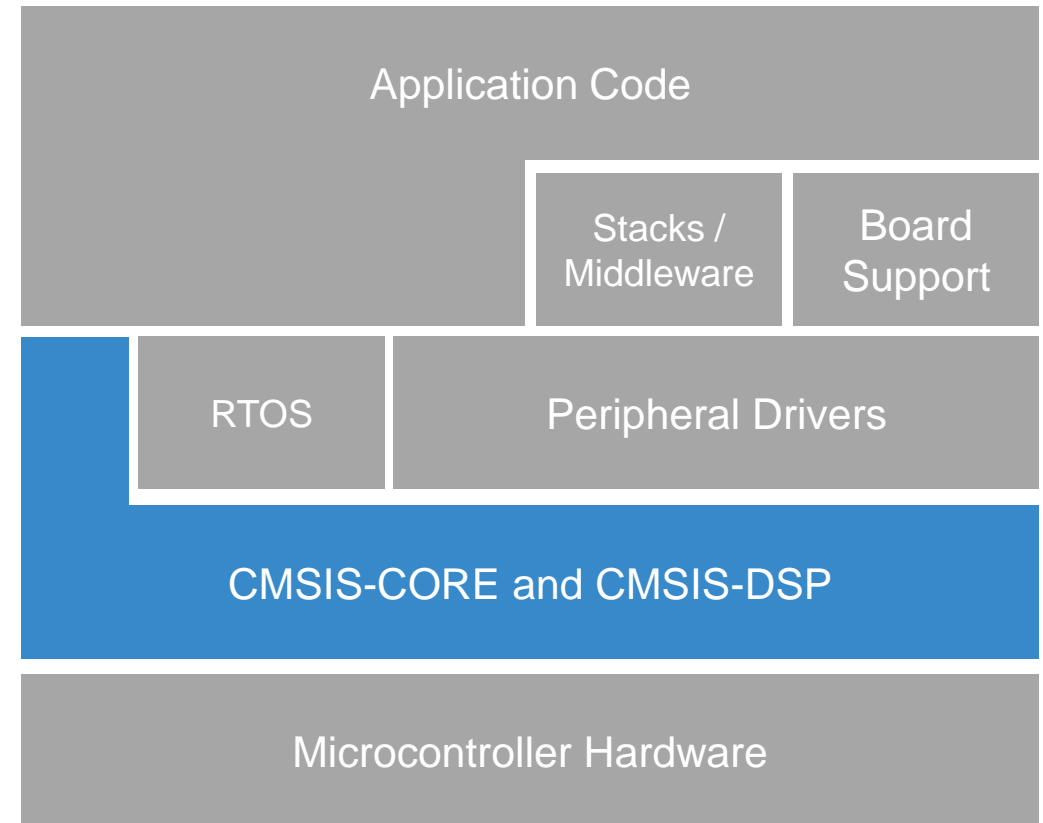 Application Code
Stacks /
Middleware
Board
Support
RTOS
Peripheral Drivers
CMSIS-CORE and CMSIS-DSP
Microcontroller Hardware